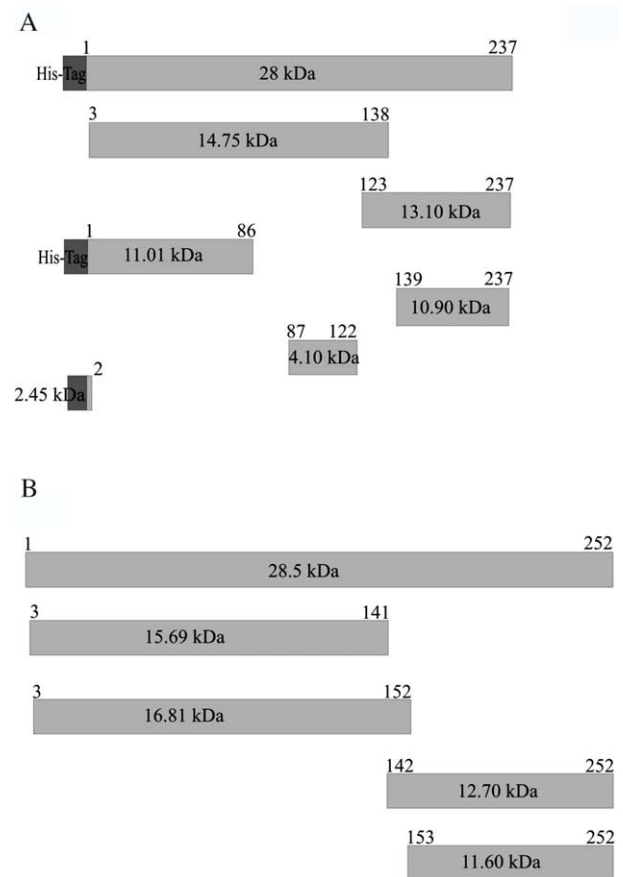 A
1 237
His-Tag 28 kDa
3 138
14.75 kDa
123 237
13.10 kDa
1 86
His-Tag 11.01 kDa
139 237
10.90 kDa
87 122
4.10 kDa
2
2.45 kDa
B
1 252
28.5 kDa
3 141
15.69 kDa
3 152
16.81 kDa
142 252
12.70 kDa
153 252
11.60 kDa